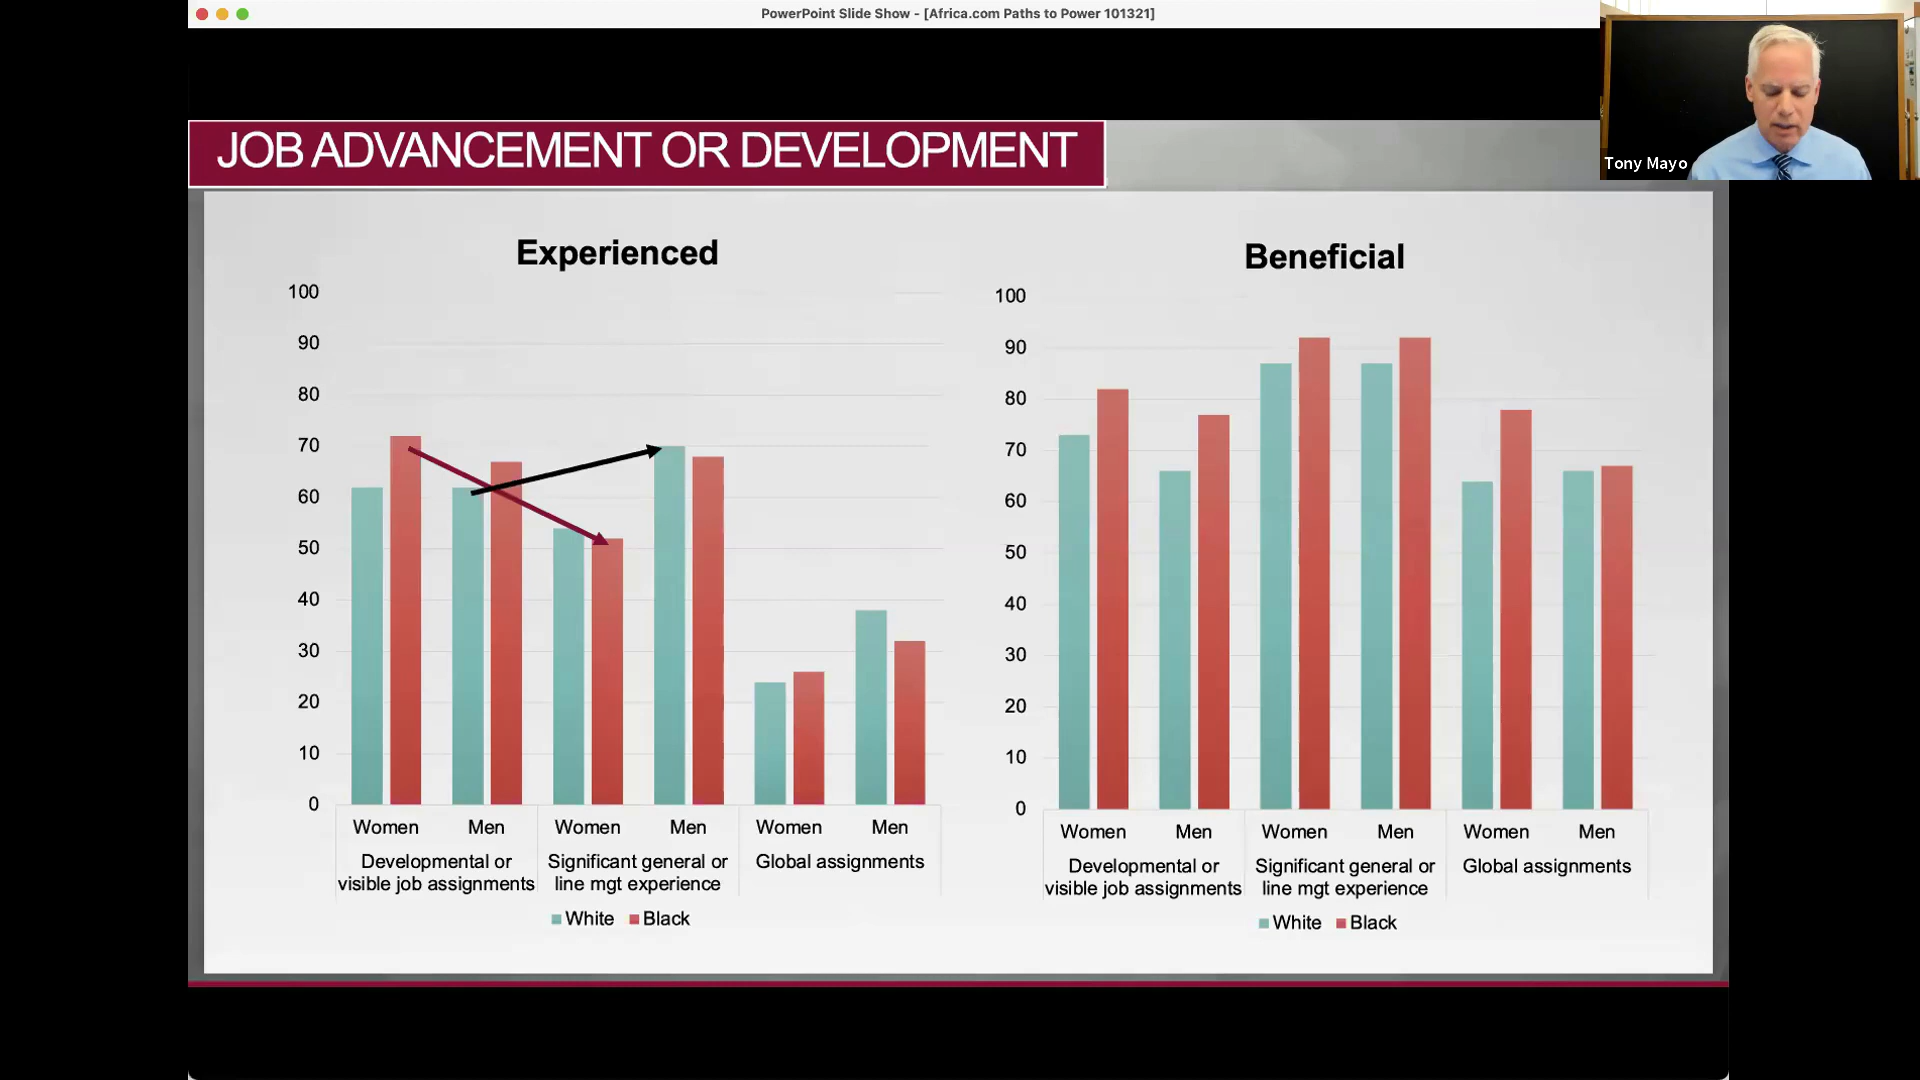 PowerPoint Slide Show - [Africa.com Paths to Power 101321]
Tony Mayo
JOB ADVANCEMENT OR DEVELOPMENT
Experienced
100
90
80
70
60
50
40
30
20
10
0
Women Men Women Men Women Men
Developmental or Significant general or Global assignments
visible job assignments line mgt experience
White Black
Beneficial
100
90
80
70
60
50
40
30
20
10
0
Women Men Women Men Women Men
Developmental or Significant general or Global assignments
visible job assignments line mgt experience
White Black